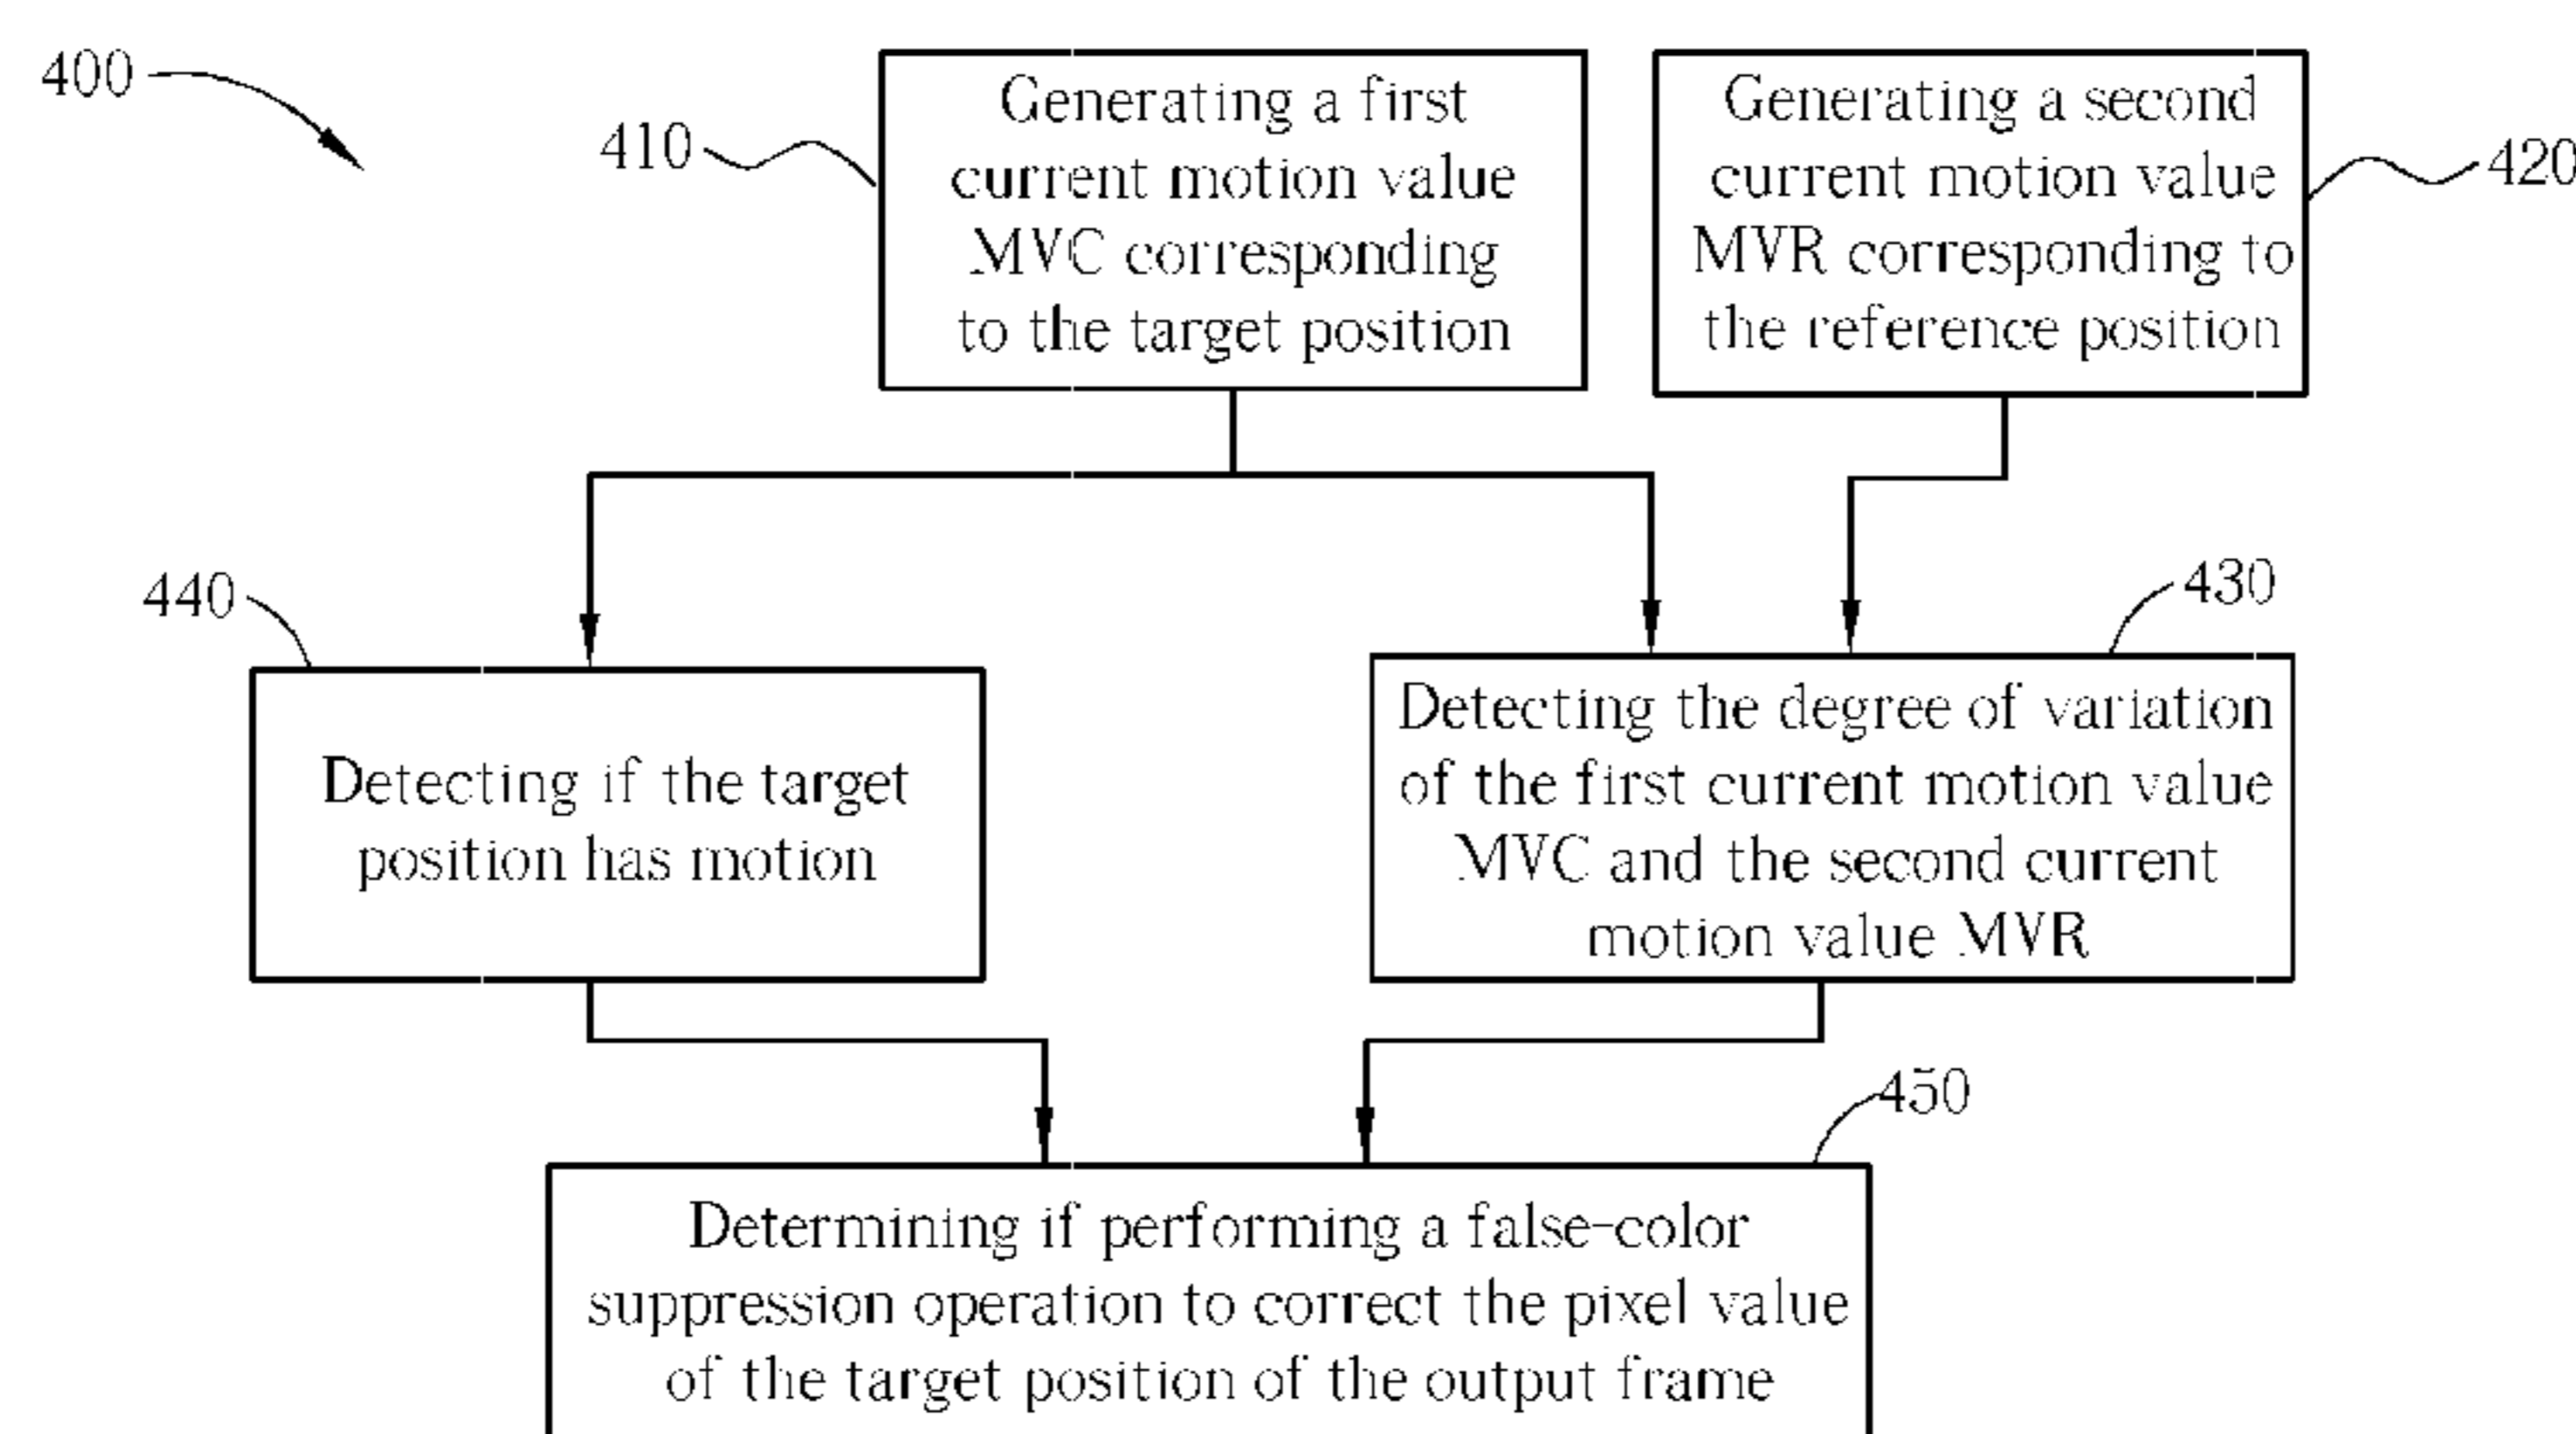 400
410
Generating a first
current motion value
MVC corresponding
to the target position
Generating a second
current motion value
MVR corresponding to
the reference position
420
440
Detecting if the target
position has motion
430
Detecting the degree of variation
of the first current motion value
MVC and the second current
motion value MVR
450
Determining if performing a false-color
suppression operation to correct the pixel value
of the target position of the output frame